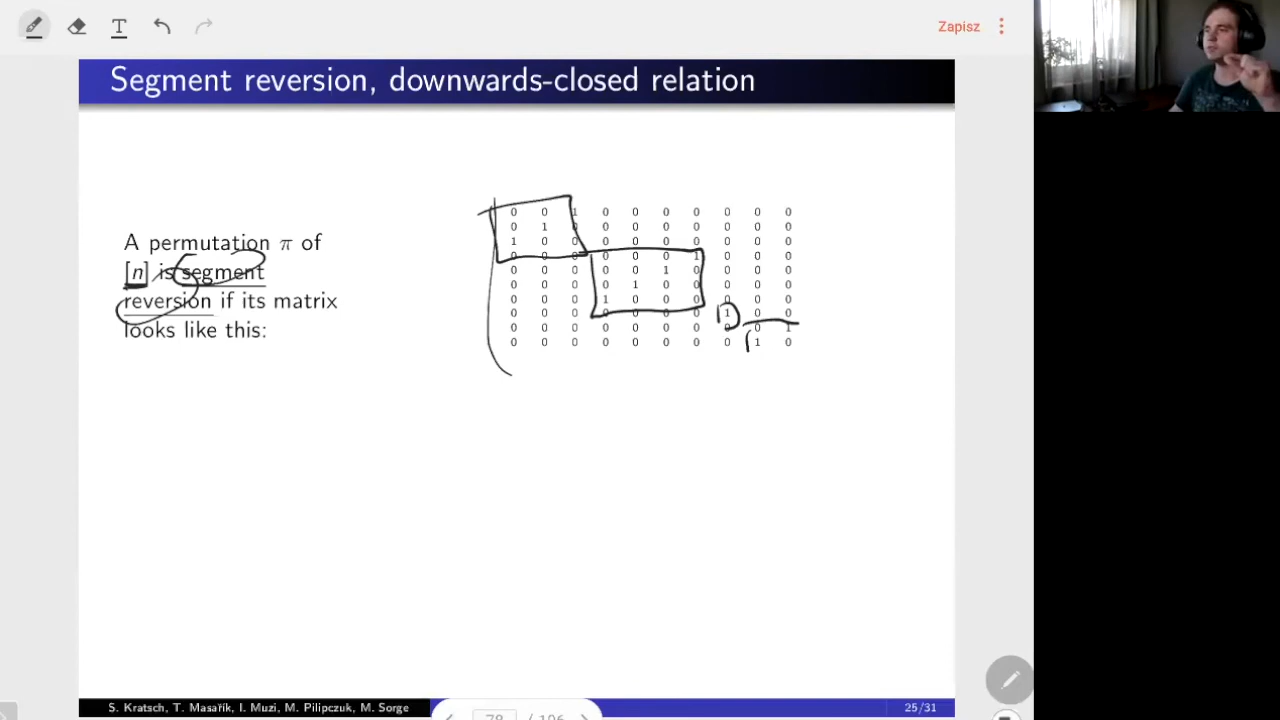 T
Zapisz
Segment reversion, downwards-closed relation
A permutation π of
[n] is segment
reversion if its matrix
looks like this:
0 0 1 0 0 0 0 0 0 0
0 1 0 0 0 0 0 0 0 0
1 0 0 0 0 0 0 0 0 0
0 0 0 0 0 0 1 0 0 0
0 0 0 0 0 1 0 0 0 0
0 0 0 0 1 0 0 0 0 0
0 0 0 1 0 0 0 0 0 0
0 0 0 0 0 0 0 1 0 0
0 0 0 0 0 0 0 0 0 1
0 0 0 0 0 0 0 0 1 0
S. Kratsch, T. Masařík, I. Muzi, M. Pilipczuk, M. Sorge
78 / 106
25/31